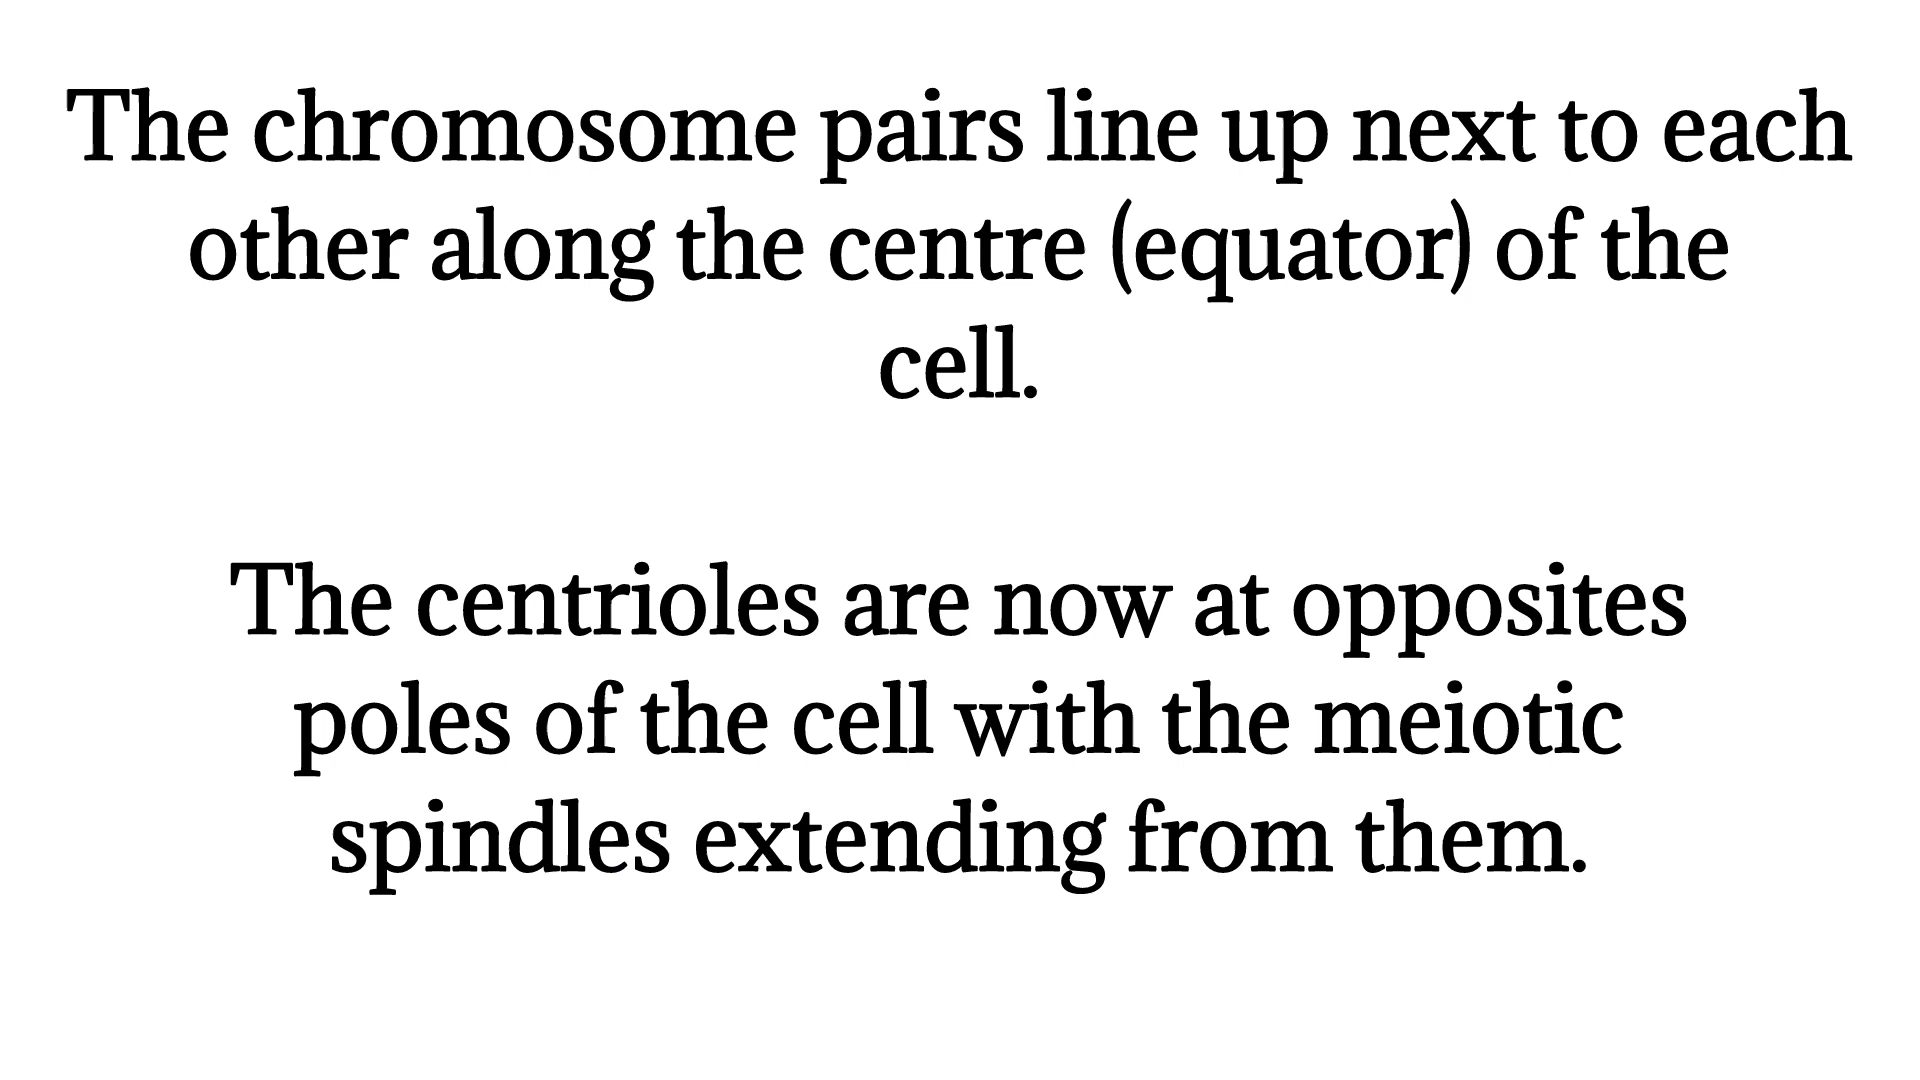 The chromosome pairs line up next to each
other along the centre (equator) of the
cell.
The centrioles are now at opposites
poles of the cell with the meiotic
spindles extending from them.